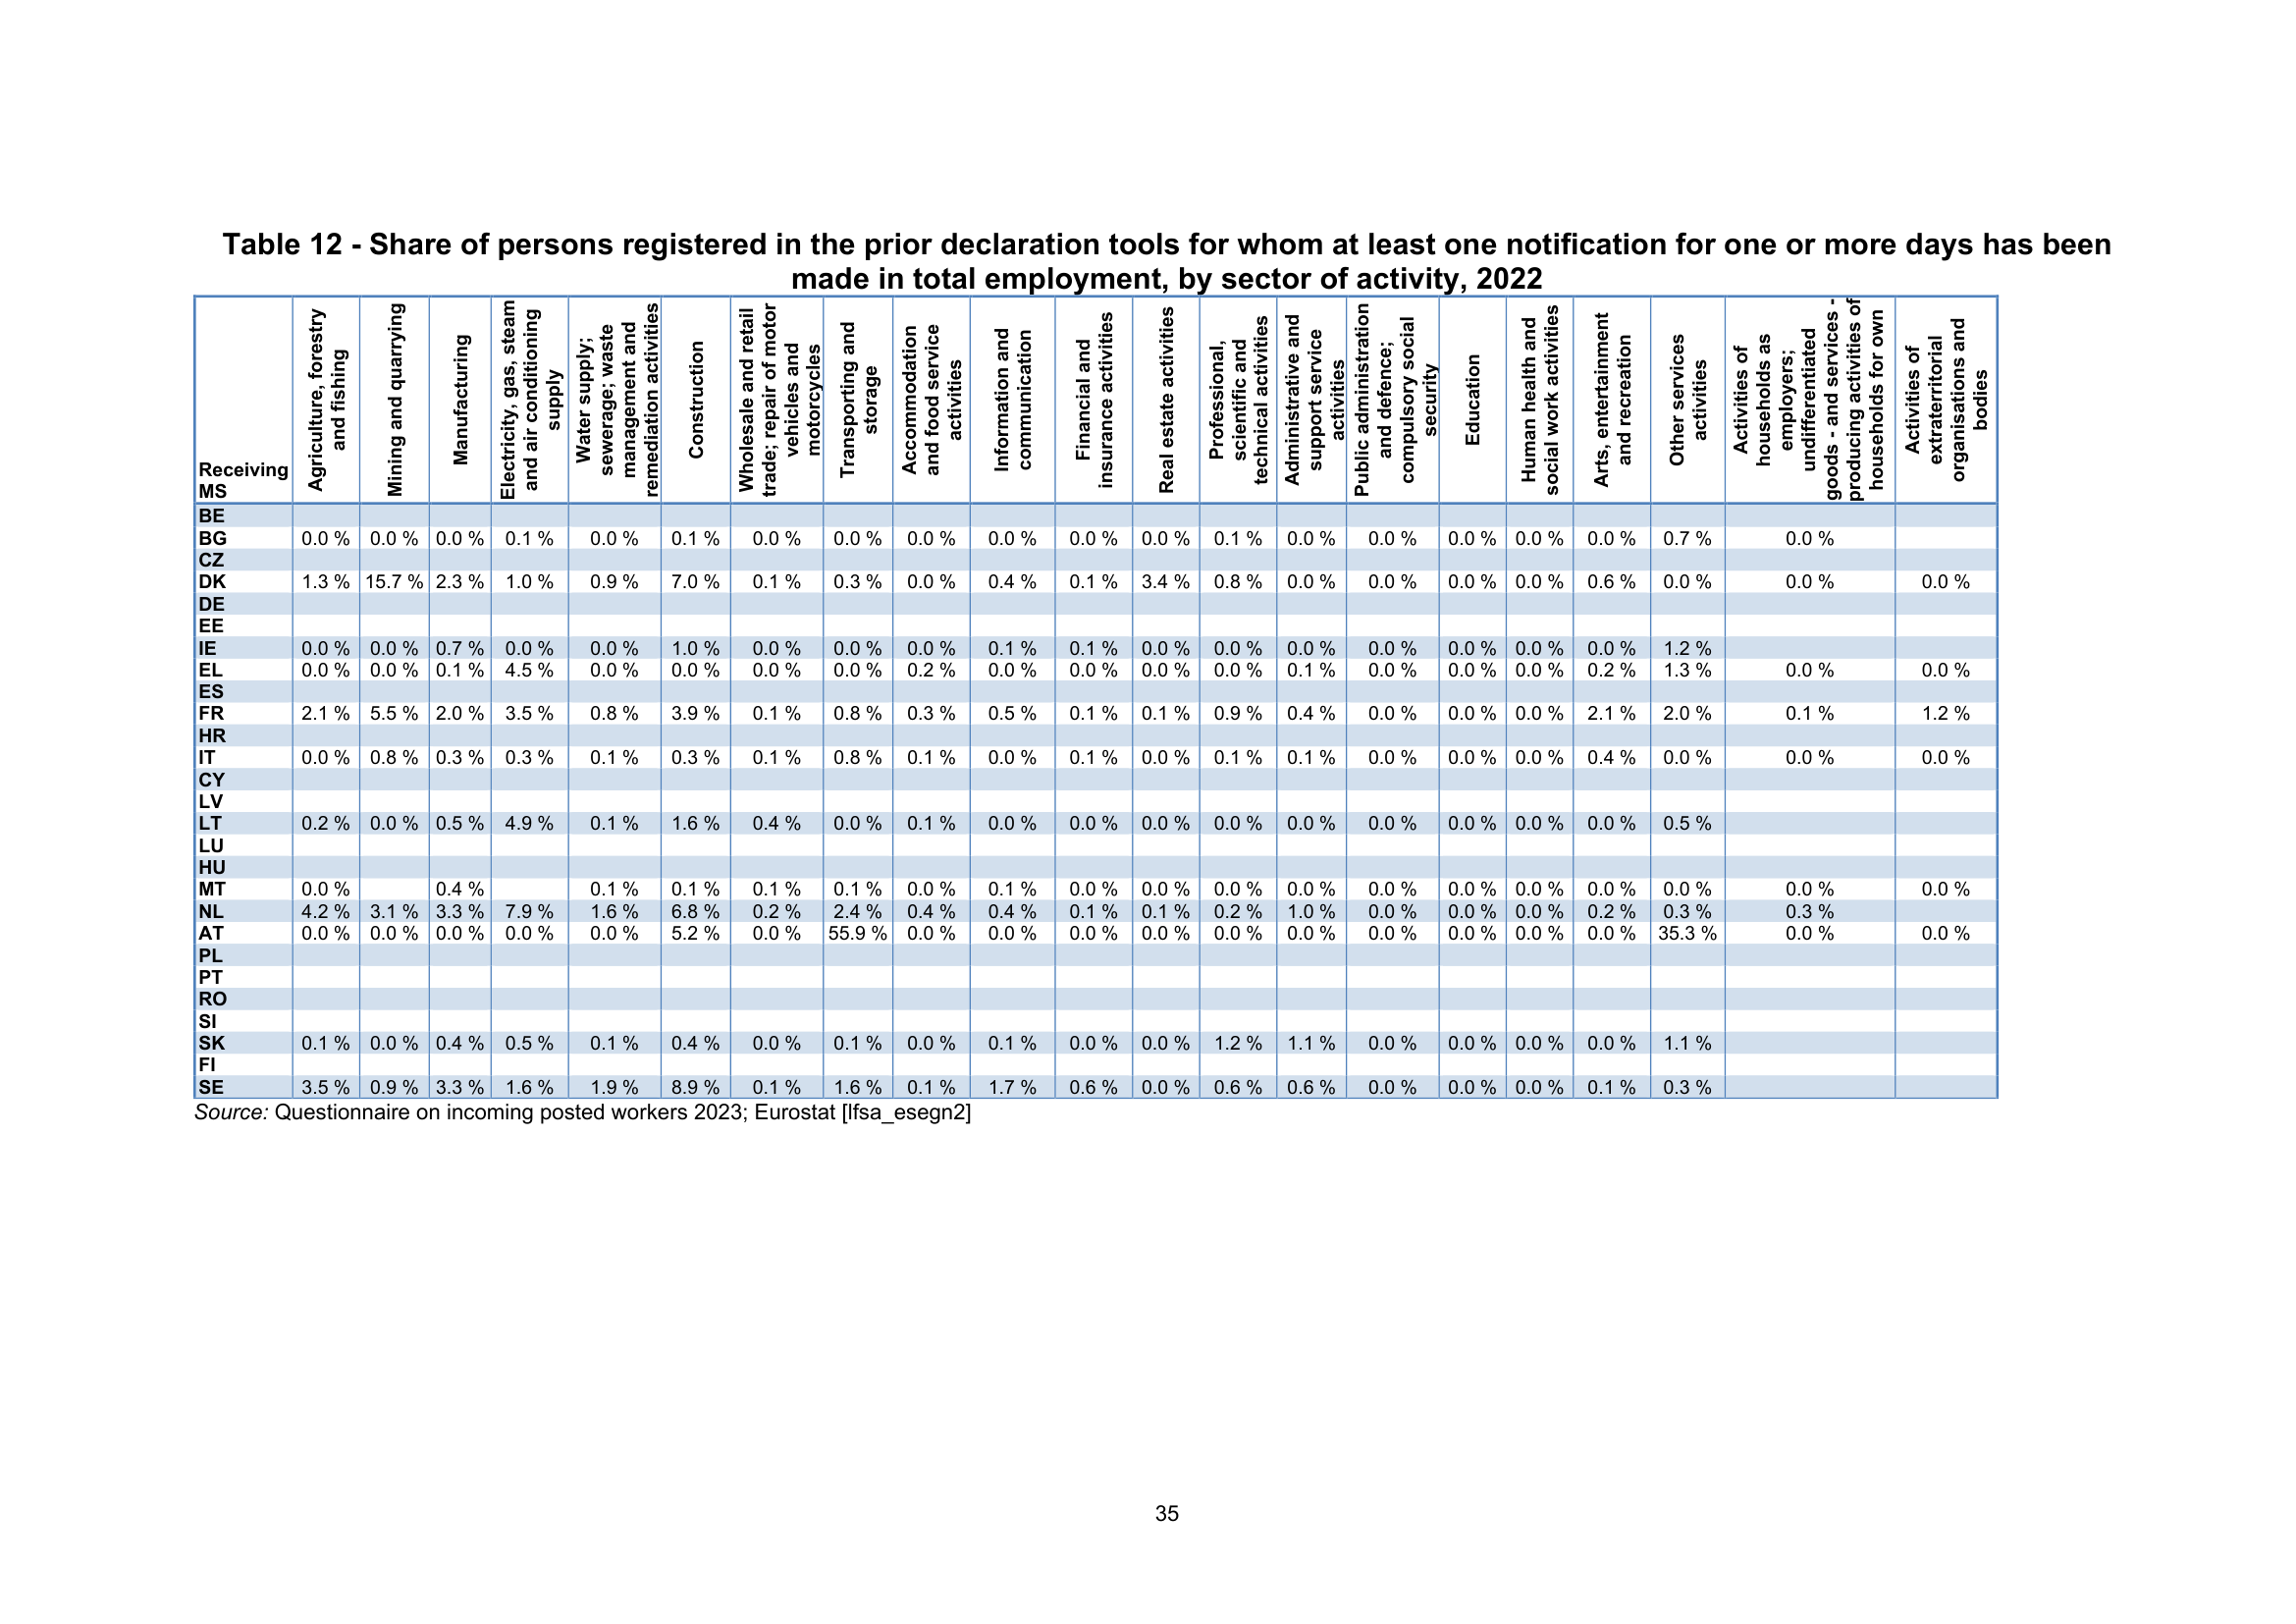 Table 12 - Share of persons registered in the prior declaration tools for whom at least one notification for one or more days has been
made in total employment, by sector of activity, 2022
Receiving
MS
Agriculture, forestry
and fishing
Mining and quarrying
Manufacturing
Electricity, gas, steam
and air conditioning
supply
Water supply;
sewerage; waste
management and
remediation activities
Construction
Wholesale and retail
trade; repair of motor
vehicles and
motorcycles
Transporting and
storage
Accommodation
and food service
activities
Information and
communication
Financial and
insurance activities
Real estate activities
Professional,
scientific and
technical activities
Administrative and
support service
activities
Public administration
and defence;
compulsory social
security
Education
Human health and
social work activities
Arts, entertainment
and recreation
Other services
activities
Activities of
households as
employers;
undifferentiated
goods - and services -
producing activities of
households for own
Activities of
extraterritorial
organisations and
bodies
BE
BG 0.0 % 0.0 % 0.0 % 0.1 % 0.0 % 0.1 % 0.0 % 0.0 % 0.0 % 0.0 % 0.0 % 0.0 % 0.1 % 0.0 % 0.0 % 0.0 % 0.0 % 0.0 % 0.7 % 0.0 %
CZ
DK 1.3 % 15.7 % 2.3 % 1.0 % 0.9 % 7.0 % 0.1 % 0.3 % 0.0 % 0.4 % 0.1 % 3.4 % 0.8 % 0.0 % 0.0 % 0.0 % 0.0 % 0.6 % 0.0 % 0.0 % 0.0 %
DE
EE
IE 0.0 % 0.0 % 0.7 % 0.0 % 0.0 % 1.0 % 0.0 % 0.0 % 0.0 % 0.1 % 0.1 % 0.0 % 0.0 % 0.0 % 0.0 % 0.0 % 0.0 % 0.0 % 1.2 %
EL 0.0 % 0.0 % 0.1 % 4.5 % 0.0 % 0.0 % 0.0 % 0.0 % 0.2 % 0.0 % 0.0 % 0.0 % 0.0 % 0.1 % 0.0 % 0.0 % 0.0 % 0.2 % 1.3 % 0.0 % 0.0 %
ES
FR 2.1 % 5.5 % 2.0 % 3.5 % 0.8 % 3.9 % 0.1 % 0.8 % 0.3 % 0.5 % 0.1 % 0.1 % 0.9 % 0.4 % 0.0 % 0.0 % 0.0 % 2.1 % 2.0 % 0.1 % 1.2 %
HR
IT 0.0 % 0.8 % 0.3 % 0.3 % 0.1 % 0.3 % 0.1 % 0.8 % 0.1 % 0.0 % 0.1 % 0.0 % 0.1 % 0.1 % 0.0 % 0.0 % 0.0 % 0.4 % 0.0 % 0.0 % 0.0 %
CY
LV
LT 0.2 % 0.0 % 0.5 % 4.9 % 0.1 % 1.6 % 0.4 % 0.0 % 0.1 % 0.0 % 0.0 % 0.0 % 0.0 % 0.0 % 0.0 % 0.0 % 0.0 % 0.0 % 0.5 %
LU
HU
MT 0.0 % 0.4 % 0.1 % 0.1 % 0.1 % 0.1 % 0.0 % 0.1 % 0.0 % 0.0 % 0.0 % 0.0 % 0.0 % 0.0 % 0.0 % 0.0 % 0.0 % 0.0 % 0.0 %
NL 4.2 % 3.1 % 3.3 % 7.9 % 1.6 % 6.8 % 0.2 % 2.4 % 0.4 % 0.4 % 0.1 % 0.1 % 0.2 % 1.0 % 0.0 % 0.0 % 0.0 % 0.2 % 0.3 % 0.3 %
AT 0.0 % 0.0 % 0.0 % 0.0 % 0.0 % 5.2 % 0.0 % 55.9 % 0.0 % 0.0 % 0.0 % 0.0 % 0.0 % 0.0 % 0.0 % 0.0 % 0.0 % 0.0 % 35.3 % 0.0 % 0.0 %
PL
PT
RO
SI
SK 0.1 % 0.0 % 0.4 % 0.5 % 0.1 % 0.4 % 0.0 % 0.1 % 0.0 % 0.1 % 0.0 % 0.0 % 1.2 % 1.1 % 0.0 % 0.0 % 0.0 % 0.0 % 1.1 %
FI
SE 3.5 % 0.9 % 3.3 % 1.6 % 1.9 % 8.9 % 0.1 % 1.6 % 0.1 % 1.7 % 0.6 % 0.0 % 0.6 % 0.6 % 0.0 % 0.0 % 0.0 % 0.1 % 0.3 %
Source: Questionnaire on incoming posted workers 2023; Eurostat [lfsa_esegn2]
35